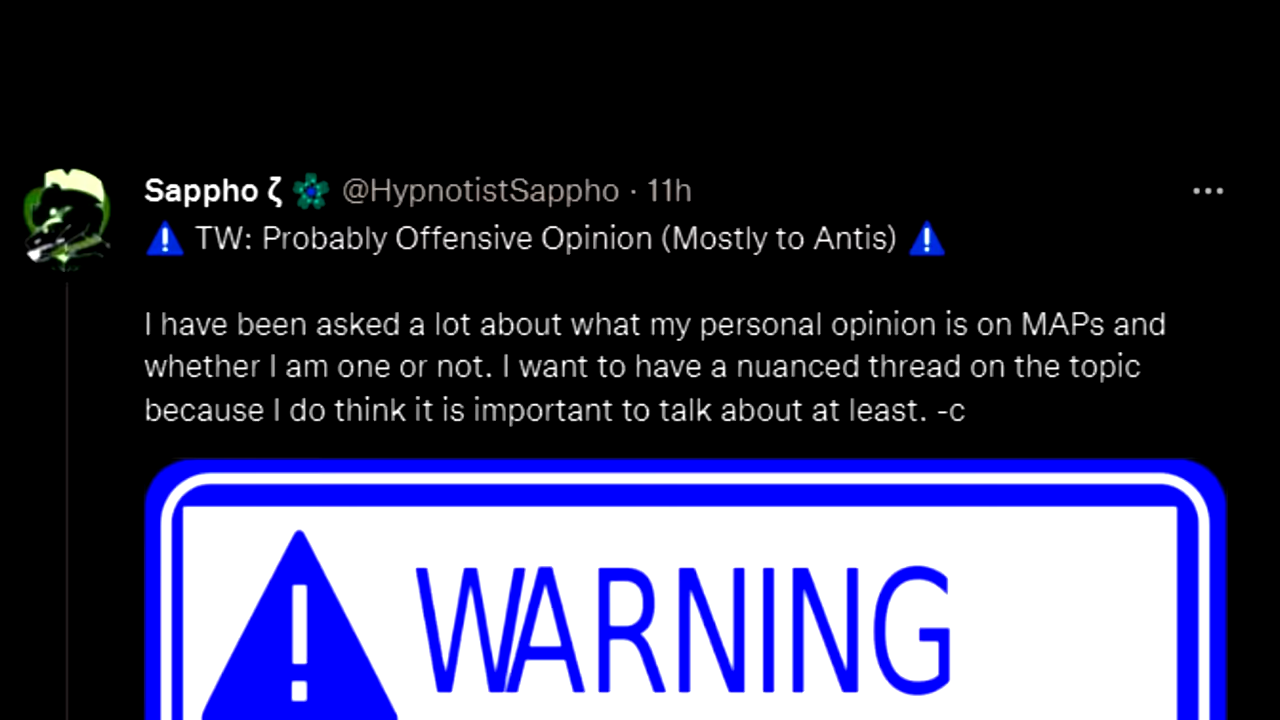 Sappho ζ @HypnotistSappho · 11h
⚠ TW: Probably Offensive Opinion (Mostly to Antis) ⚠
I have been asked a lot about what my personal opinion is on MAPs and
whether I am one or not. I want to have a nuanced thread on the topic
because I do think it is important to talk about at least. -c
WARNING